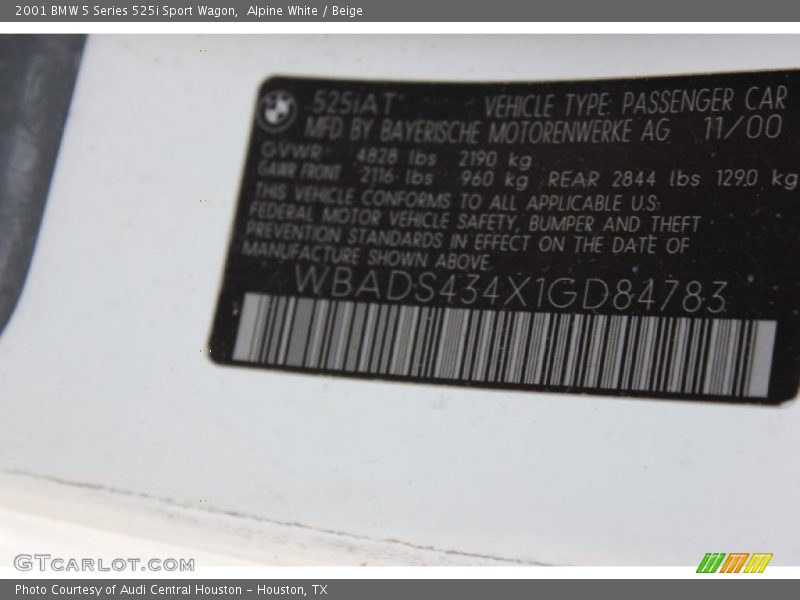 2001 BMW 5 Series 525i Sport Wagon, Alpine White / Beige
525iAT VEHICLE TYPE: PASSENGER CAR
MFD BY BAYERISCHE MOTORENWERKE AG 11/00
GVWR 4828 lbs 2190 kg
GAWR FRONT 2116 lbs 960 kg REAR 2844 lbs 1290 kg
THIS VEHICLE CONFORMS TO ALL APPLICABLE U.S.
FEDERAL MOTOR VEHICLE SAFETY, BUMPER AND THEFT
PREVENTION STANDARDS IN EFFECT ON THE DATE OF
MANUFACTURE SHOWN ABOVE.
WBADS434X1GD84783
GTCARLOT.COM
Photo Courtesy of Audi Central Houston – Houston, TX